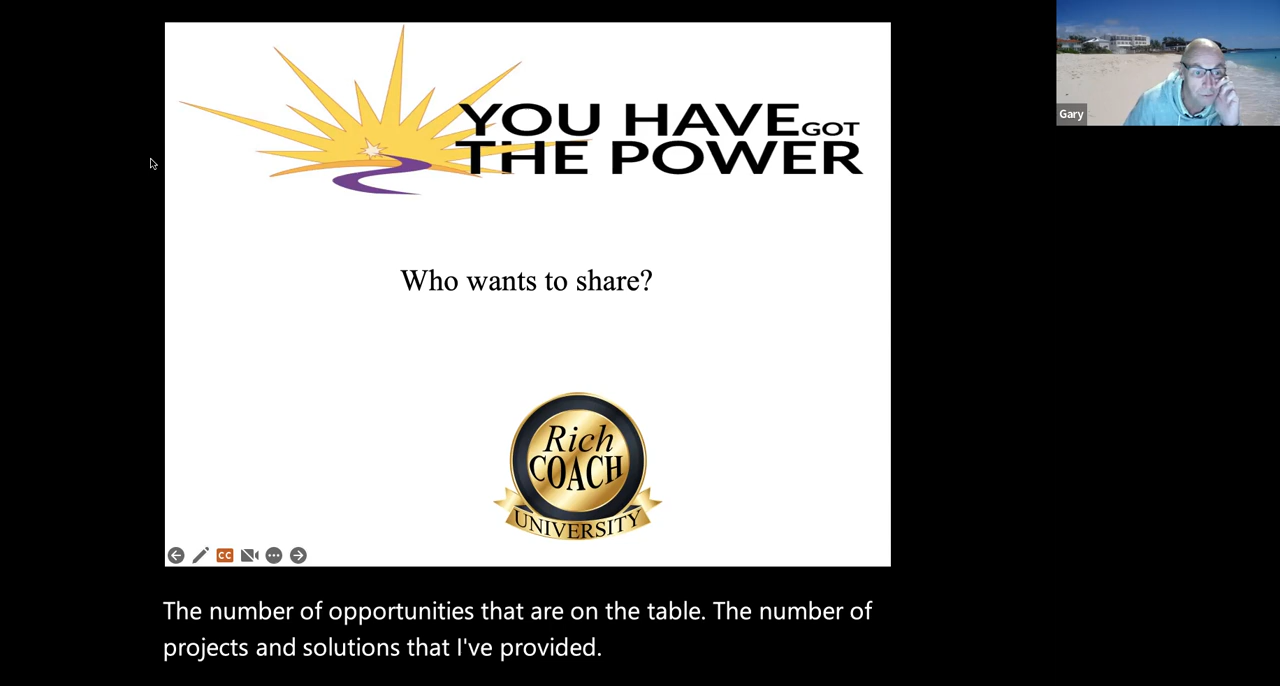 YOU HAVE GOT
THE POWER
Gary
Who wants to share?
Rich
COACH
UNIVERSITY
CC
The number of opportunities that are on the table. The number of
projects and solutions that I've provided.